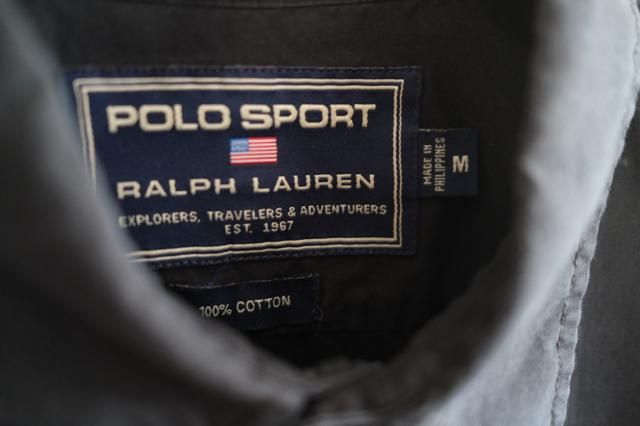 POLO SPORT
RALPH LAUREN
EXPLORERS, TRAVELERS & ADVENTURERS
EST. 1967
MADE IN
PHILIPPINES
M
100% COTTON